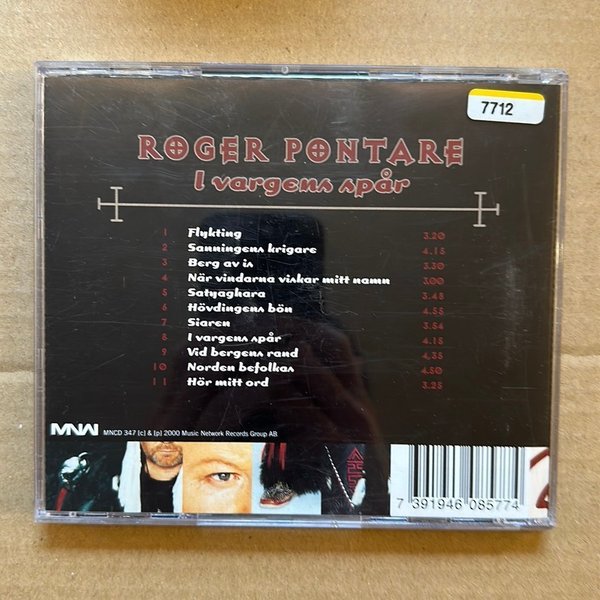 7712
ROGER PONTARE
I vargens spår
1 Flykting 3.20
2 Sanningens krigare 4.15
3 Berg av is 3.30
4 När vindarna viskar mitt namn 3.00
5 Satyaghara 3.43
6 Hövdingens bön 4.55
7 Siaren 3.54
8 I vargens spår 4.15
9 Vid bergens rand 4.35
10 Norden befolkas 4.50
11 Hör mitt ord 3.25
MNW MNCD 347 (c) & (p) 2000 Music Network Records Group AB
7 391946 085774